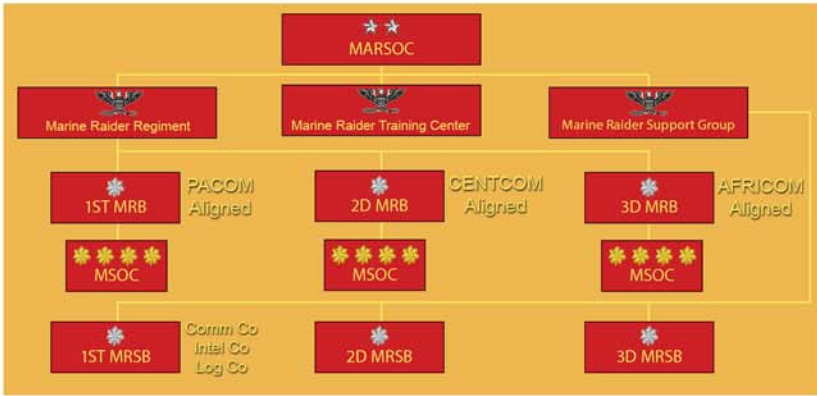 MARSOC
Marine Raider Regiment
Marine Raider Training Center
Marine Raider Support Group
1ST MRB
PACOM
Aligned
2D MRB
CENTCOM
Aligned
3D MRB
AFRICOM
Aligned
MSOC
MSOC
MSOC
1ST MRSB
Comm Co
Intel Co
Log Co
2D MRSB
3D MRSB